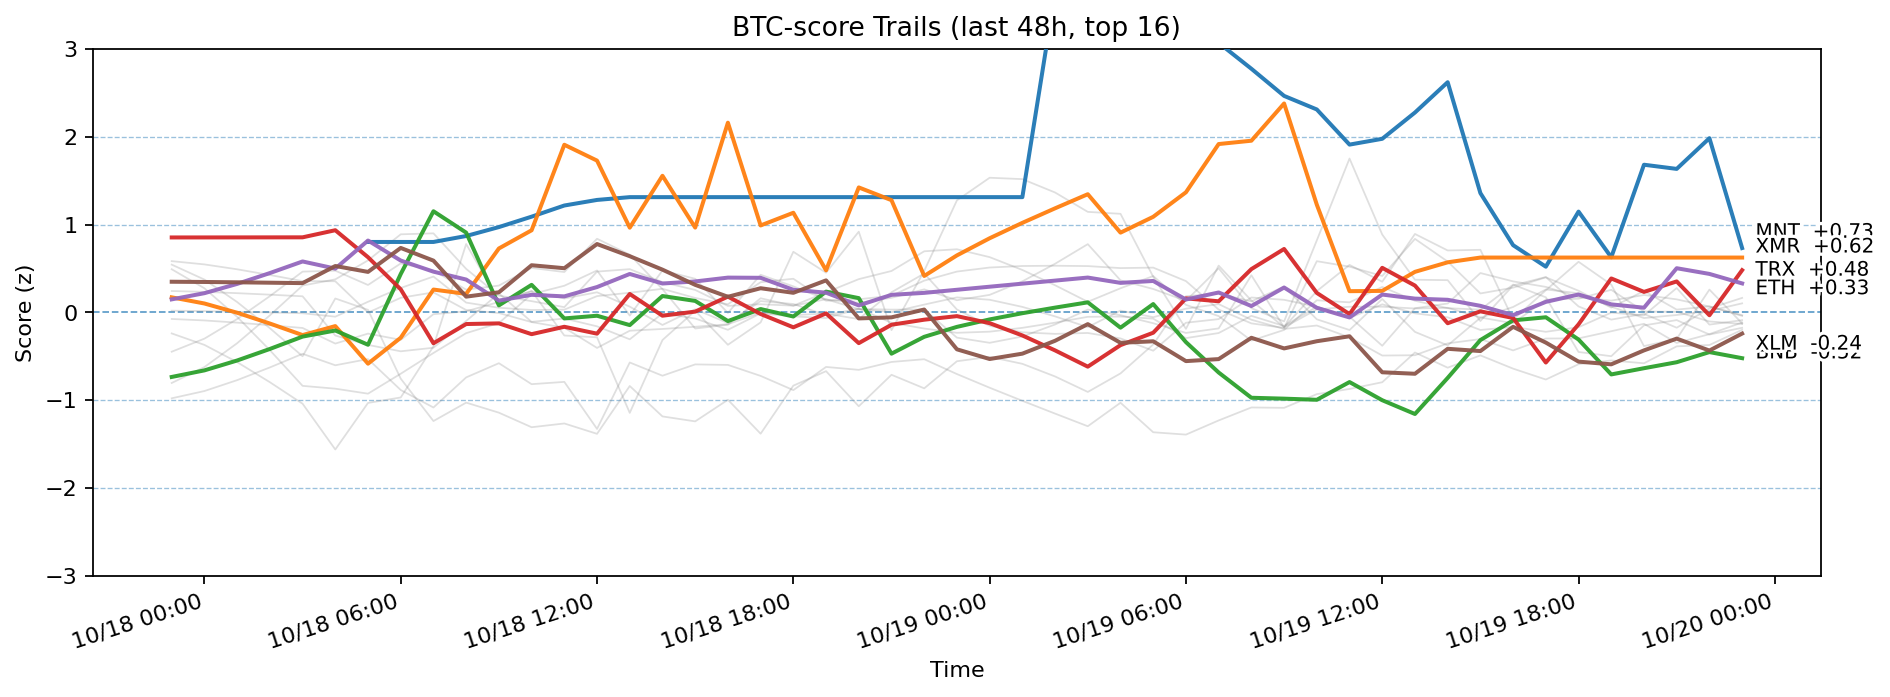 BTC-score Trails (last 48h, top 16)
Score (z)
3
2
1
0
−1
−2
−3
MNT +0.73
XMR +0.62
TRX +0.48
ETH +0.33
XLM -0.24
BNB -0.52
10/18 00:00
10/18 06:00
10/18 12:00
10/18 18:00
10/19 00:00
10/19 06:00
10/19 12:00
10/19 18:00
10/20 00:00
Time